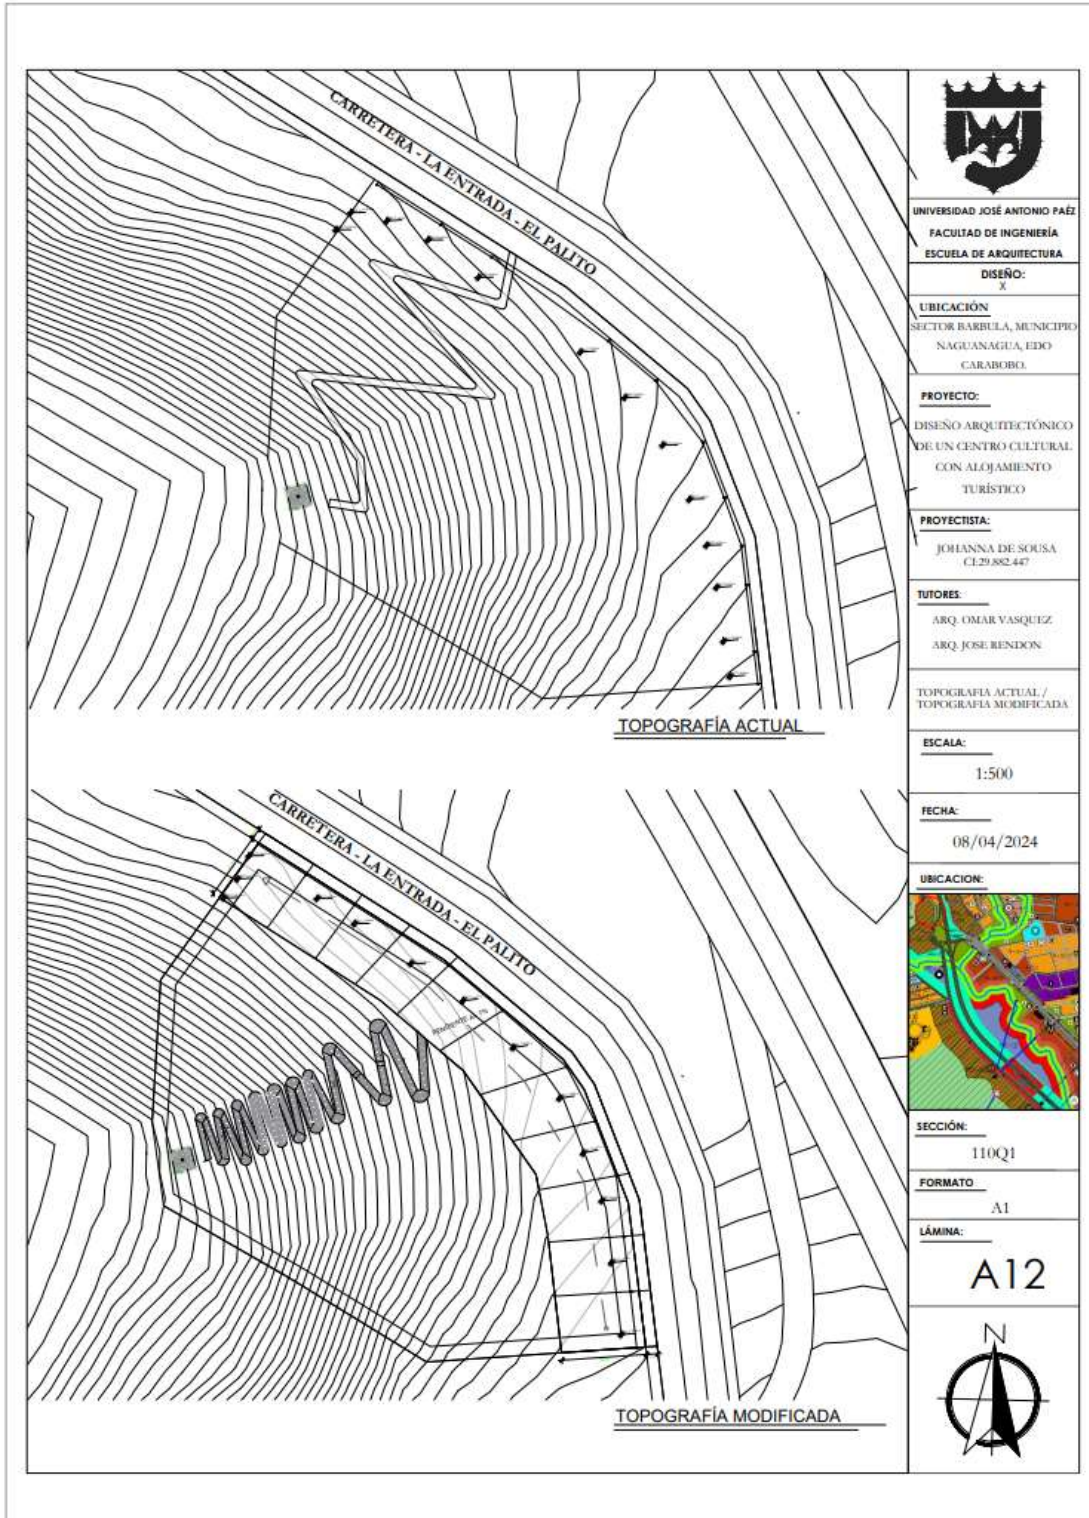 CARRETERA - LA ENTRADA - EL PALITO
TOPOGRAFÍA ACTUAL
CARRETERA - LA ENTRADA - EL PALITO
TOPOGRAFÍA MODIFICADA
UNIVERSIDAD JOSÉ ANTONIO PAÉZ
FACULTAD DE INGENIERÍA
ESCUELA DE ARQUITECTURA
DISEÑO:
X
UBICACIÓN
SECTOR BARBULA, MUNICIPIO
NAGUANAGUA, EDO
CARABOBO.
PROYECTO:
DISEÑO ARQUITECTÓNICO
DE UN CENTRO CULTURAL
CON ALOJAMIENTO
TURÍSTICO
PROYECTISTA:
JOHANNA DE SOUSA
CI:29.882.447
TUTORES:
ARQ. OMAR VASQUEZ
ARQ. JOSE RENDON
TOPOGRAFIA ACTUAL /
TOPOGRAFIA MODIFICADA
ESCALA:
1:500
FECHA:
08/04/2024
UBICACION:
SECCIÓN:
110Q1
FORMATO
A1
LÁMINA:
A12
N